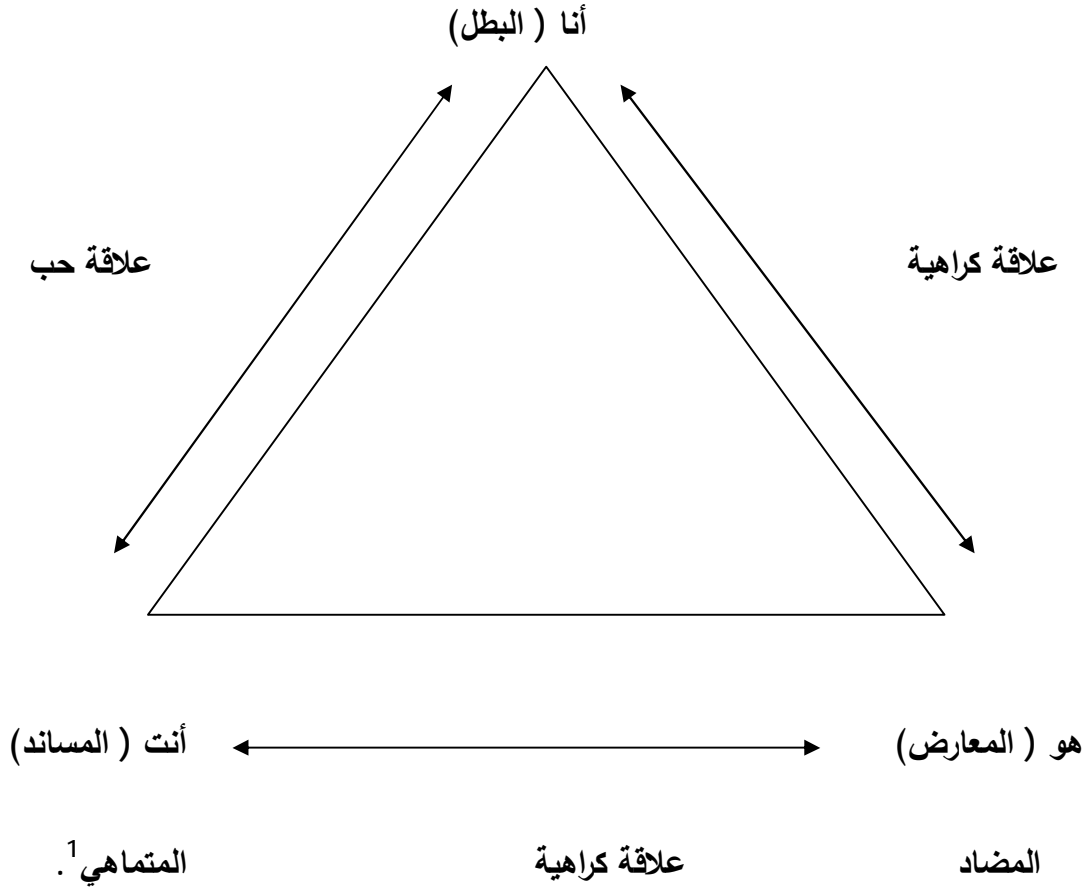 أنا ( البطل)
علاقة كراهية
علاقة حب
هو ( المعارض)
أنت ( المساند)
المضاد
علاقة كراهية
المتماهي1.